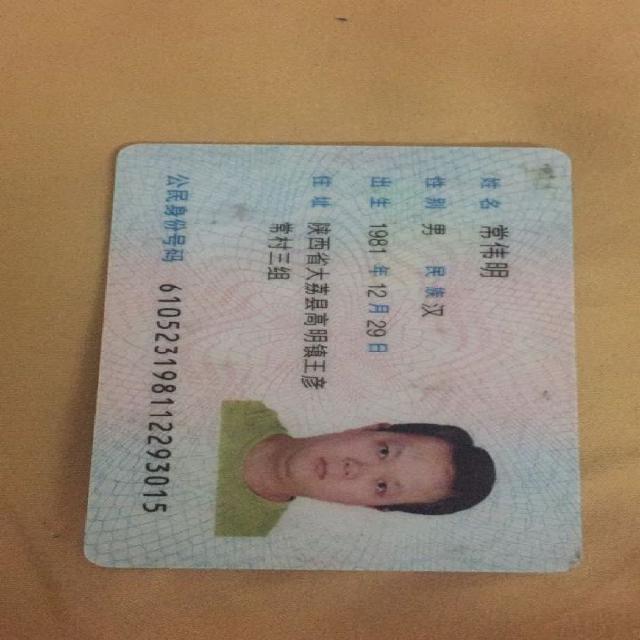 姓名 常伟明
性别 男 民族 汉
出生 1981 年 12 月 29 日
住址 陕西省大荔县高明镇王彦
常村三组
公民身份号码 610523198112293015